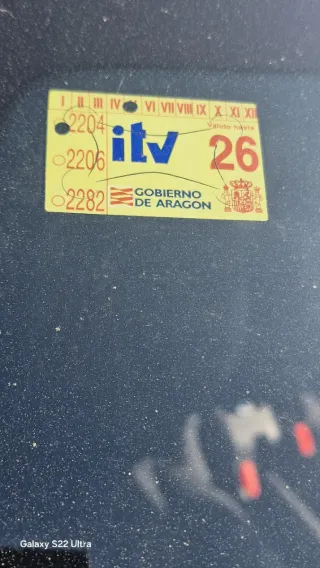 I II III IV VI VII VIII IX X XI XII
2204
Válido hasta
itv
26
2206
GOBIERNO
2282
DE ARAGON
Galaxy S22 Ultra